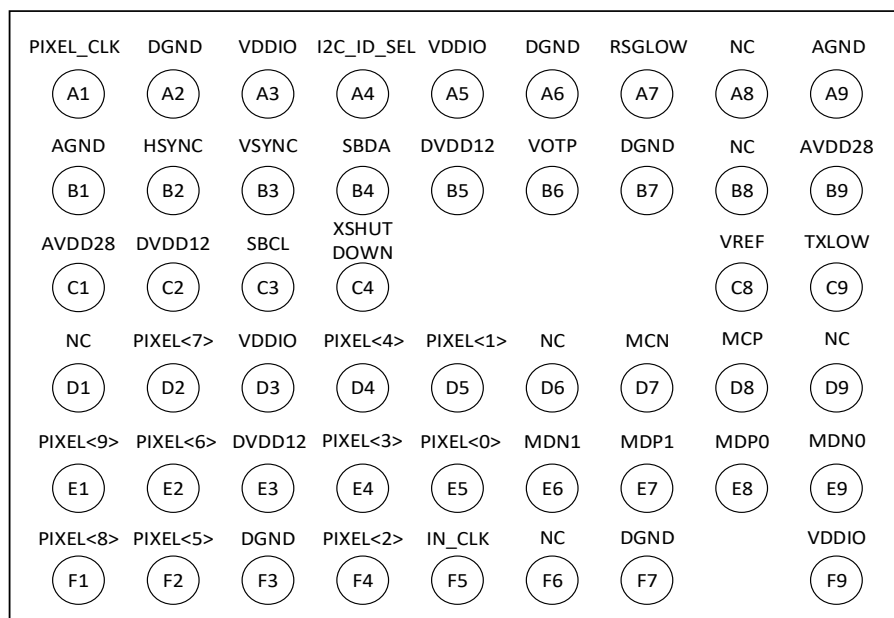 PIXEL_CLK DGND VDDIO I2C_ID_SEL VDDIO DGND RSGLOW NC AGND
A1 A2 A3 A4 A5 A6 A7 A8 A9
AGND HSYNC VSYNC SBDA DVDD12 VOTP DGND NC AVDD28
B1 B2 B3 B4 B5 B6 B7 B8 B9
AVDD28 DVDD12 SBCL XSHUT
DOWN VREF TXLOW
C1 C2 C3 C4 C8 C9
NC PIXEL<7> VDDIO PIXEL<4> PIXEL<1> NC MCN MCP NC
D1 D2 D3 D4 D5 D6 D7 D8 D9
PIXEL<9> PIXEL<6> DVDD12 PIXEL<3> PIXEL<0> MDN1 MDP1 MDP0 MDN0
E1 E2 E3 E4 E5 E6 E7 E8 E9
PIXEL<8> PIXEL<5> DGND PIXEL<2> IN_CLK NC DGND VDDIO
F1 F2 F3 F4 F5 F6 F7 F9